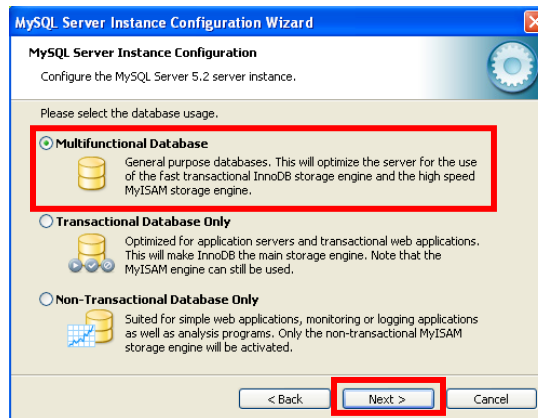 MySQL Server Instance Configuration Wizard
MySQL Server Instance Configuration
Configure the MySQL Server 5.2 server instance.
Please select the database usage.
Multifunctional Database
General purpose databases. This will optimize the server for the use
of the fast transactional InnoDB storage engine and the high speed
MyISAM storage engine.
Transactional Database Only
Optimized for application servers and transactional web applications.
This will make InnoDB the main storage engine. Note that the
MyISAM engine can still be used.
Non-Transactional Database Only
Suited for simple web applications, monitoring or logging applications
as well as analysis programs. Only the non-transactional MyISAM
storage engine will be activated.
< Back
Next >
Cancel